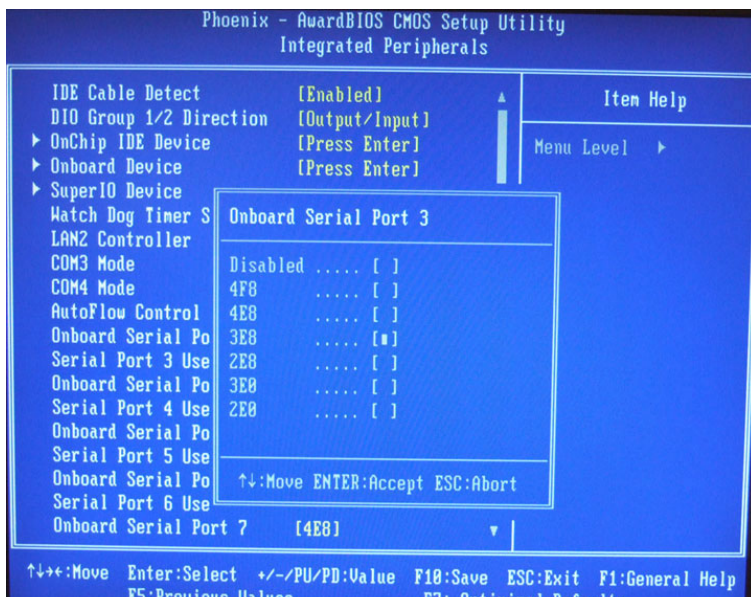 Phoenix - AwardBIOS CMOS Setup Utility
Integrated Peripherals
IDE Cable Detect [Enabled]
DIO Group 1/2 Direction [Output/Input]
▶ OnChip IDE Device [Press Enter]
▶ Onboard Device [Press Enter]
▶ SuperIO Device
Watch Dog Timer S
LAN2 Controller
COM3 Mode
COM4 Mode
AutoFlow Control
Onboard Serial Po
Serial Port 3 Use
Onboard Serial Po
Serial Port 4 Use
Onboard Serial Po
Serial Port 5 Use
Onboard Serial Po
Serial Port 6 Use
Onboard Serial Port 7 [4E8]
Onboard Serial Port 3
Disabled ..... [ ]
4F8 ..... [ ]
4E8 ..... [ ]
3E8 ..... [■]
2E8 ..... [ ]
3E0 ..... [ ]
2E0 ..... [ ]
↑↓:Move ENTER:Accept ESC:Abort
Item Help
Menu Level ▶
↑↓→←:Move Enter:Select +/-/PU/PD:Value F10:Save ESC:Exit F1:General Help
F5:Previous Values